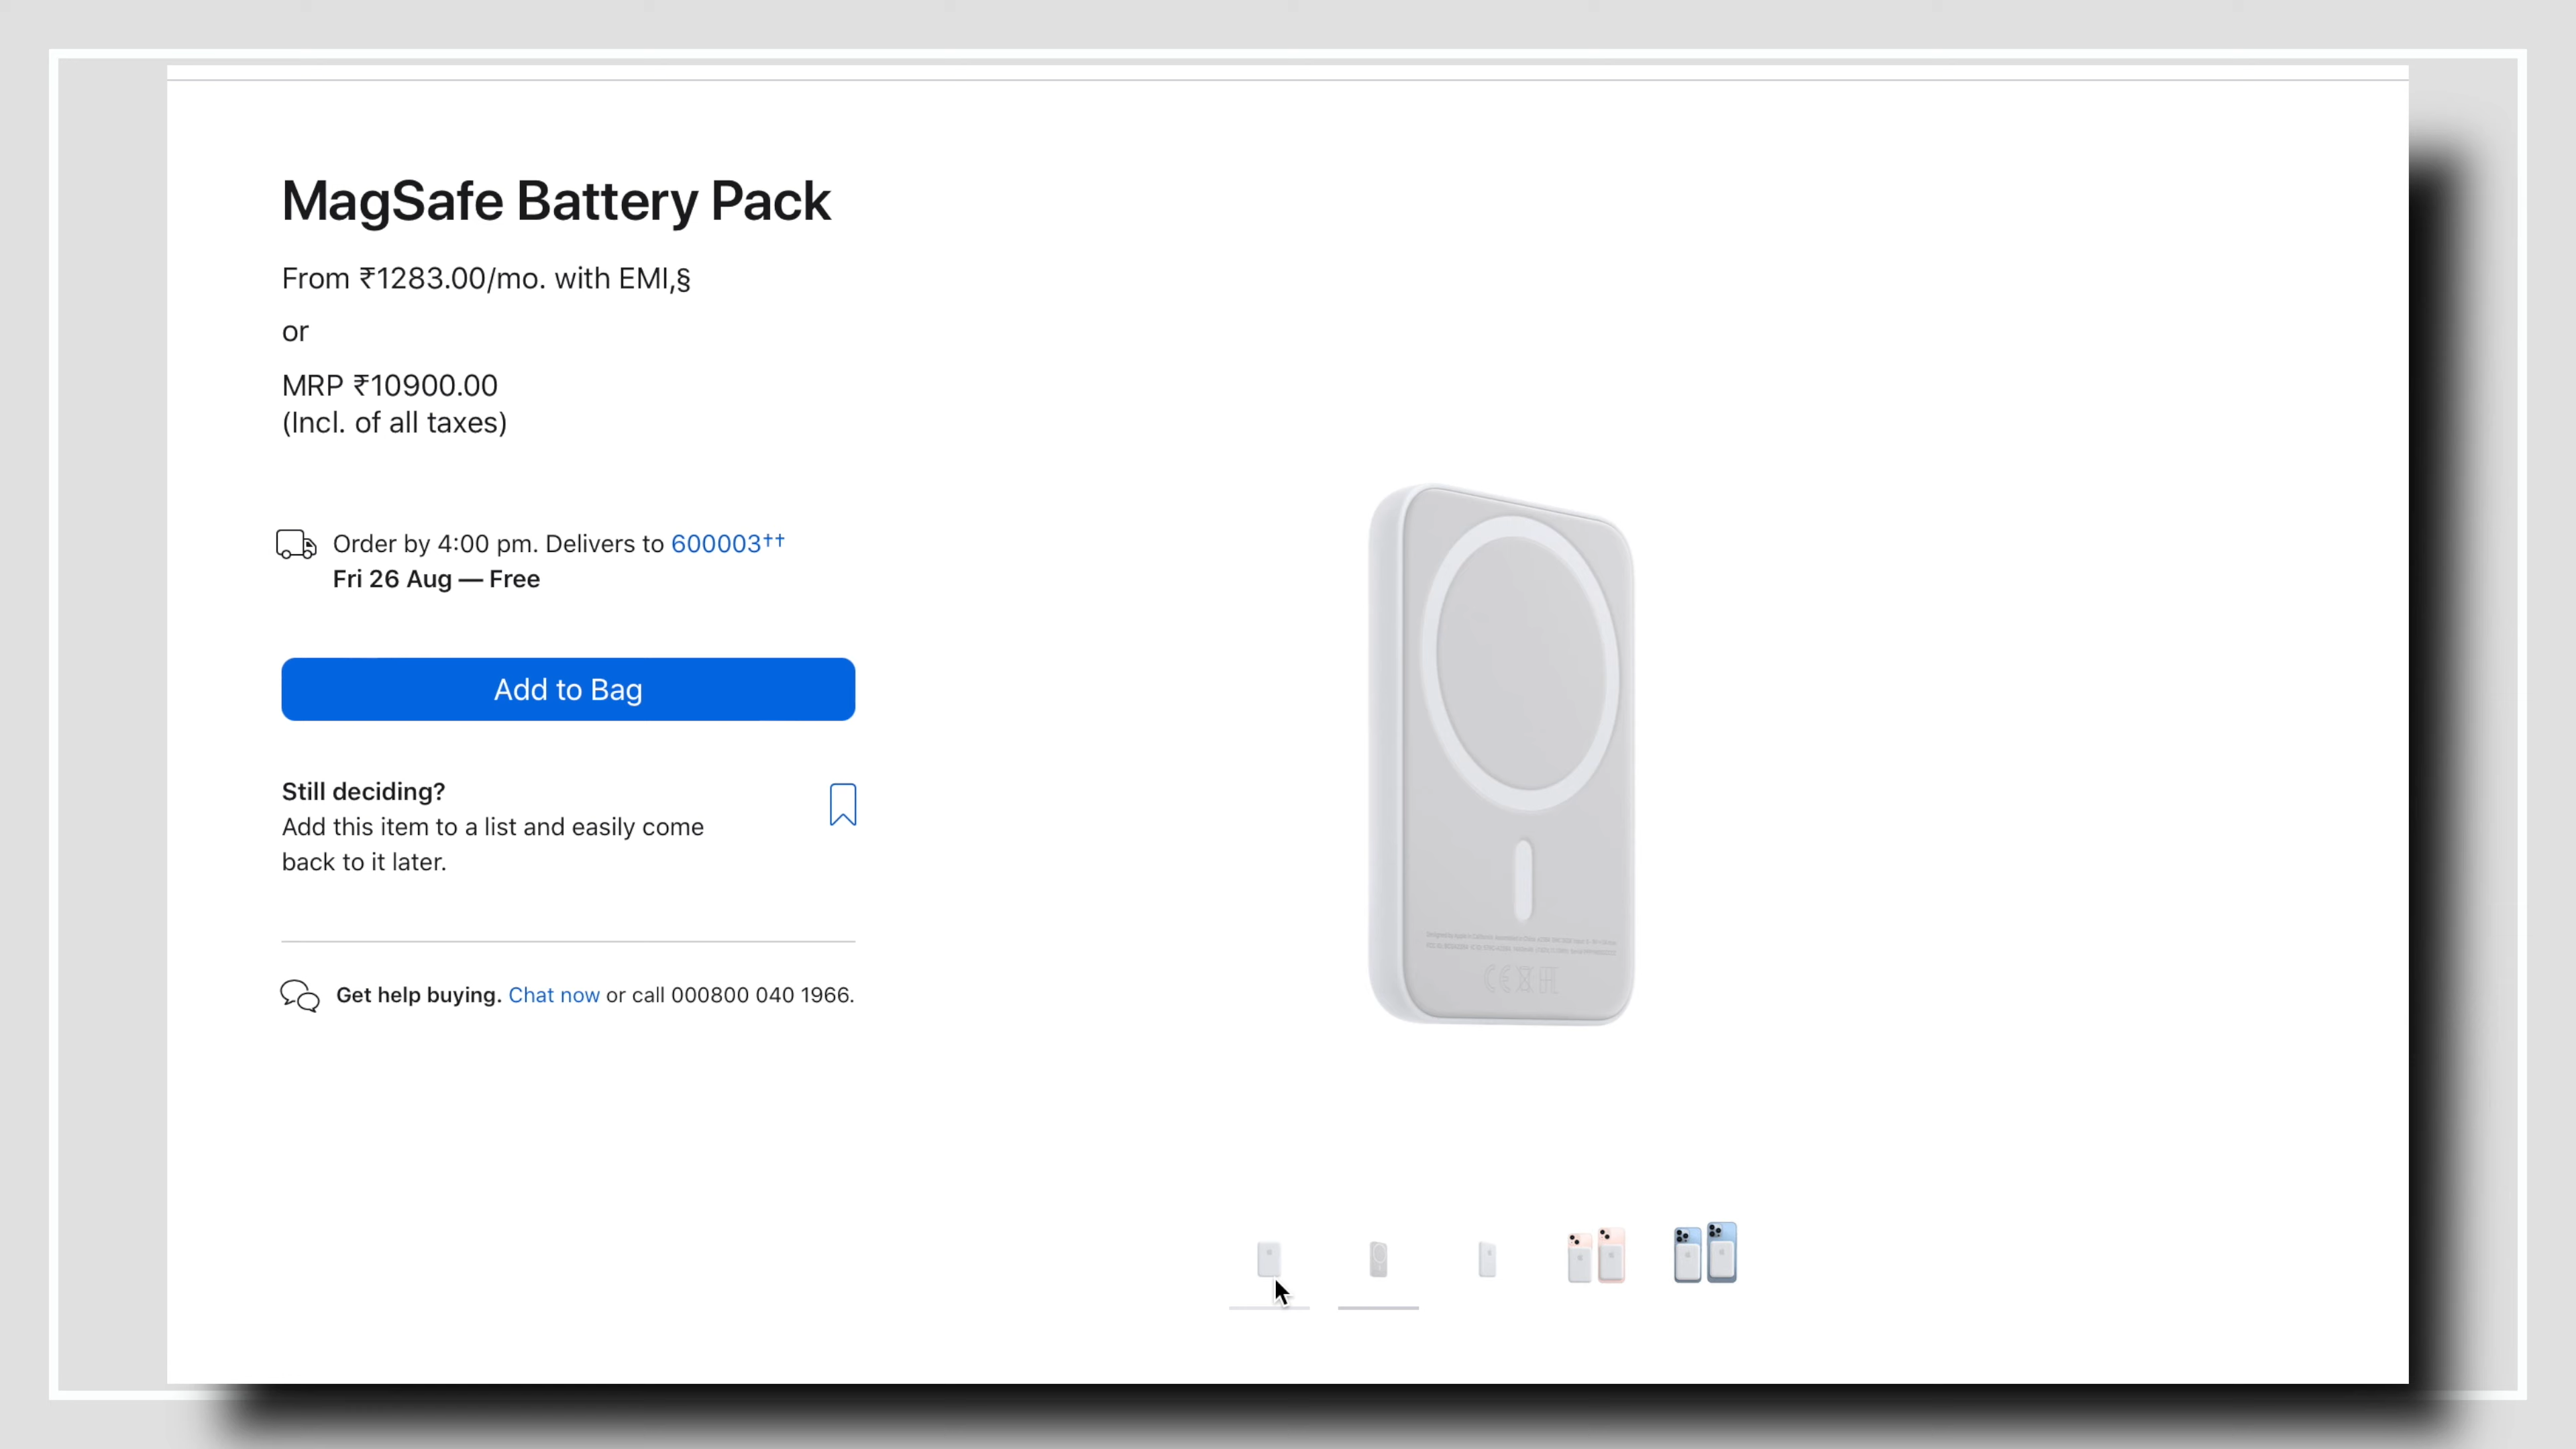 MagSafe Battery Pack
From ₹1283.00/mo. with EMI,§
or
MRP ₹10900.00
(Incl. of all taxes)
Order by 4:00 pm. Delivers to 600003††
Fri 26 Aug — Free
Add to Bag
Still deciding?
Add this item to a list and easily come
back to it later.
Get help buying. Chat now or call 000800 040 1966.